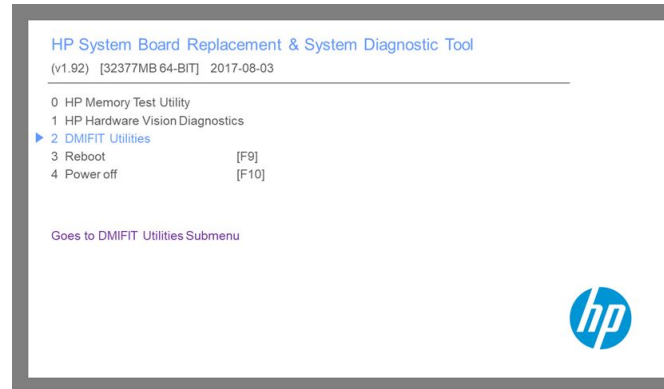 HP System Board Replacement & System Diagnostic Tool
(v1.92) [32377MB 64-BIT] 2017-08-03
0 HP Memory Test Utility
1 HP Hardware Vision Diagnostics
2 DMIFIT Utilities
3 Reboot [F9]
4 Power off [F10]
Goes to DMIFIT Utilities Submenu
hp